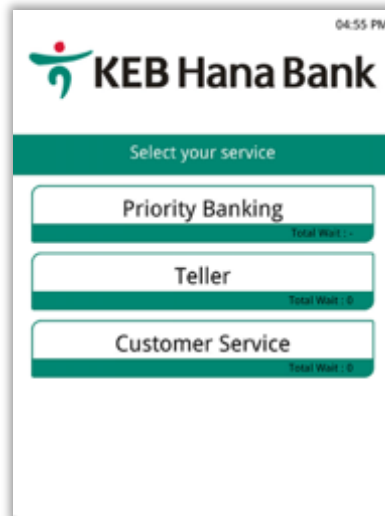 04:55 PM
KEB Hana Bank
Select your service
Priority Banking
Total Wait : -
Teller
Total Wait : 0
Customer Service
Total Wait : 0